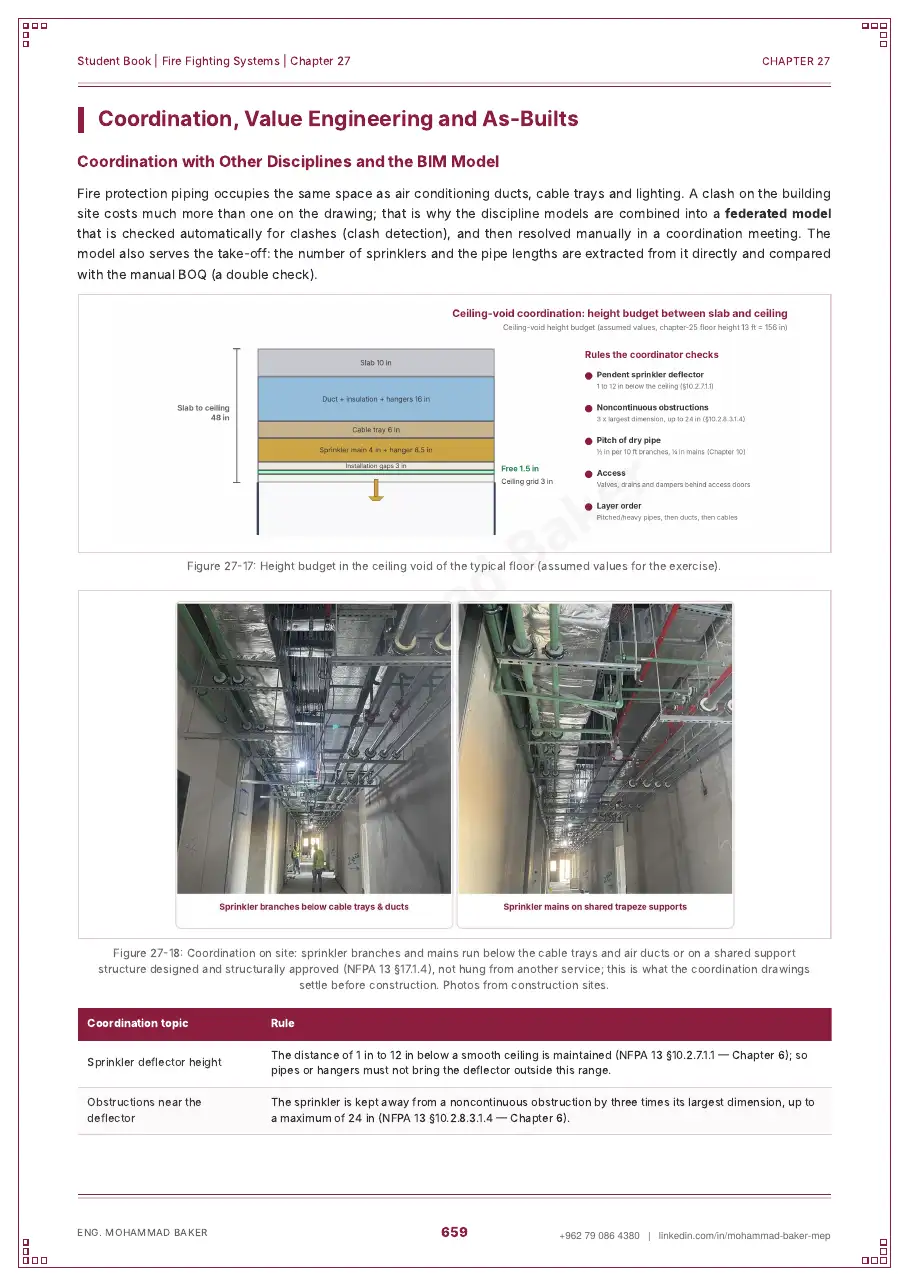 Student Book | Fire Fighting Systems | Chapter 27
CHAPTER 27
Coordination, Value Engineering and As-Builts
Coordination with Other Disciplines and the BIM Model
Fire protection piping occupies the same space as air conditioning ducts, cable trays and lighting. A clash on the building
site costs much more than one on the drawing; that is why the discipline models are combined into a federated model
that is checked automatically for clashes (clash detection), and then resolved manually in a coordination meeting. The
model also serves the take-off: the number of sprinklers and the pipe lengths are extracted from it directly and compared
with the manual BOQ (a double check).
Ceiling-void coordination: height budget between slab and ceiling
Ceiling-void height budget (assumed values, chapter-25 floor height 13 ft = 156 in)
Slab to ceiling
48 in
Slab 10 in
Duct + insulation + hangers 16 in
Cable tray 6 in
Sprinkler main 4 in + hanger 8.5 in
Installation gaps 3 in
Free 1.5 in
Ceiling grid 3 in
Rules the coordinator checks
Pendent sprinkler deflector
1 to 12 in below the ceiling (§10.2.7.1.1)
Noncontinuous obstructions
3 x largest dimension, up to 24 in (§10.2.8.3.1.4)
Pitch of dry pipe
½ in per 10 ft branches, ¼ in mains (Chapter 10)
Access
Valves, drains and dampers behind access doors
Layer order
Pitched/heavy pipes, then ducts, then cables
Figure 27-17: Height budget in the ceiling void of the typical floor (assumed values for the exercise).
Sprinkler branches below cable trays & ducts
Sprinkler mains on shared trapeze supports
Figure 27-18: Coordination on site: sprinkler branches and mains run below the cable trays and air ducts or on a shared support
structure designed and structurally approved (NFPA 13 §17.1.4), not hung from another service; this is what the coordination drawings
settle before construction. Photos from construction sites.
Coordination topic
Rule
Sprinkler deflector height
The distance of 1 in to 12 in below a smooth ceiling is maintained (NFPA 13 §10.2.7.1.1 — Chapter 6); so
pipes or hangers must not bring the deflector outside this range.
Obstructions near the
deflector
The sprinkler is kept away from a noncontinuous obstruction by three times its largest dimension, up to
a maximum of 24 in (NFPA 13 §10.2.8.3.1.4 — Chapter 6).
ENG. MOHAMMAD BAKER
659
+962 79 086 4380 | linkedin.com/in/mohammad-baker-mep